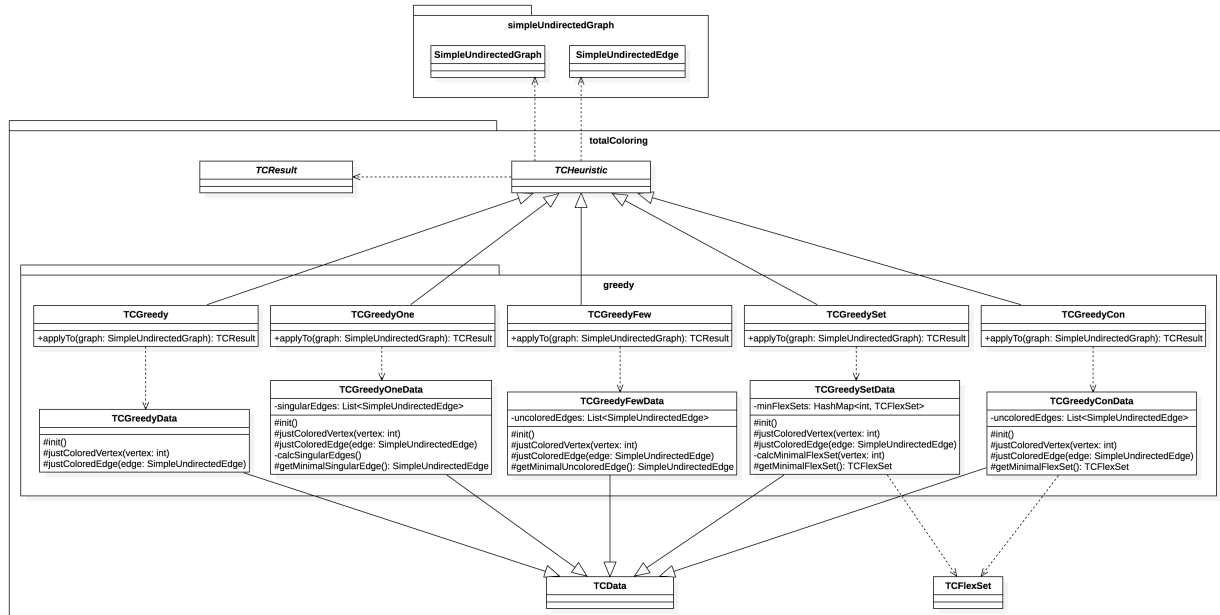 simpleUndirectedGraph
SimpleUndirectedGraph
SimpleUndirectedEdge
totalColoring
TCResult
TCHeuristic
greedy
TCGreedy
+applyTo(graph: SimpleUndirectedGraph): TCResult
TCGreedyOne
+applyTo(graph: SimpleUndirectedGraph): TCResult
TCGreedyFew
+applyTo(graph: SimpleUndirectedGraph): TCResult
TCGreedySet
+applyTo(graph: SimpleUndirectedGraph): TCResult
TCGreedyCon
+applyTo(graph: SimpleUndirectedGraph): TCResult
TCGreedyData
#init()
#justColoredVertex(vertex: int)
#justColoredEdge(edge: SimpleUndirectedEdge)
TCGreedyOneData
-singularEdges: List<SimpleUndirectedEdge>
#init()
#justColoredVertex(vertex: int)
#justColoredEdge(edge: SimpleUndirectedEdge)
-calcSingularEdges()
#getMinimalSingularEdge(): SimpleUndirectedEdge
TCGreedyFewData
-uncoloredEdges: List<SimpleUndirectedEdge>
#init()
#justColoredVertex(vertex: int)
#justColoredEdge(edge: SimpleUndirectedEdge)
#getMinimalUncoloredEdge(): SimpleUndirectedEdge
TCGreedySetData
-minFlexSets: HashMap<int, TCFlexSet>
#init()
#justColoredVertex(vertex: int)
#justColoredEdge(edge: SimpleUndirectedEdge)
-calcMinimalFlexSet(vertex: int)
#getMinimalFlexSet(): TCFlexSet
TCGreedyConData
-uncoloredEdges: List<SimpleUndirectedEdge>
#init()
#justColoredVertex(vertex: int)
#justColoredEdge(edge: SimpleUndirectedEdge)
#getMinimalFlexSet(): TCFlexSet
TCData
TCFlexSet